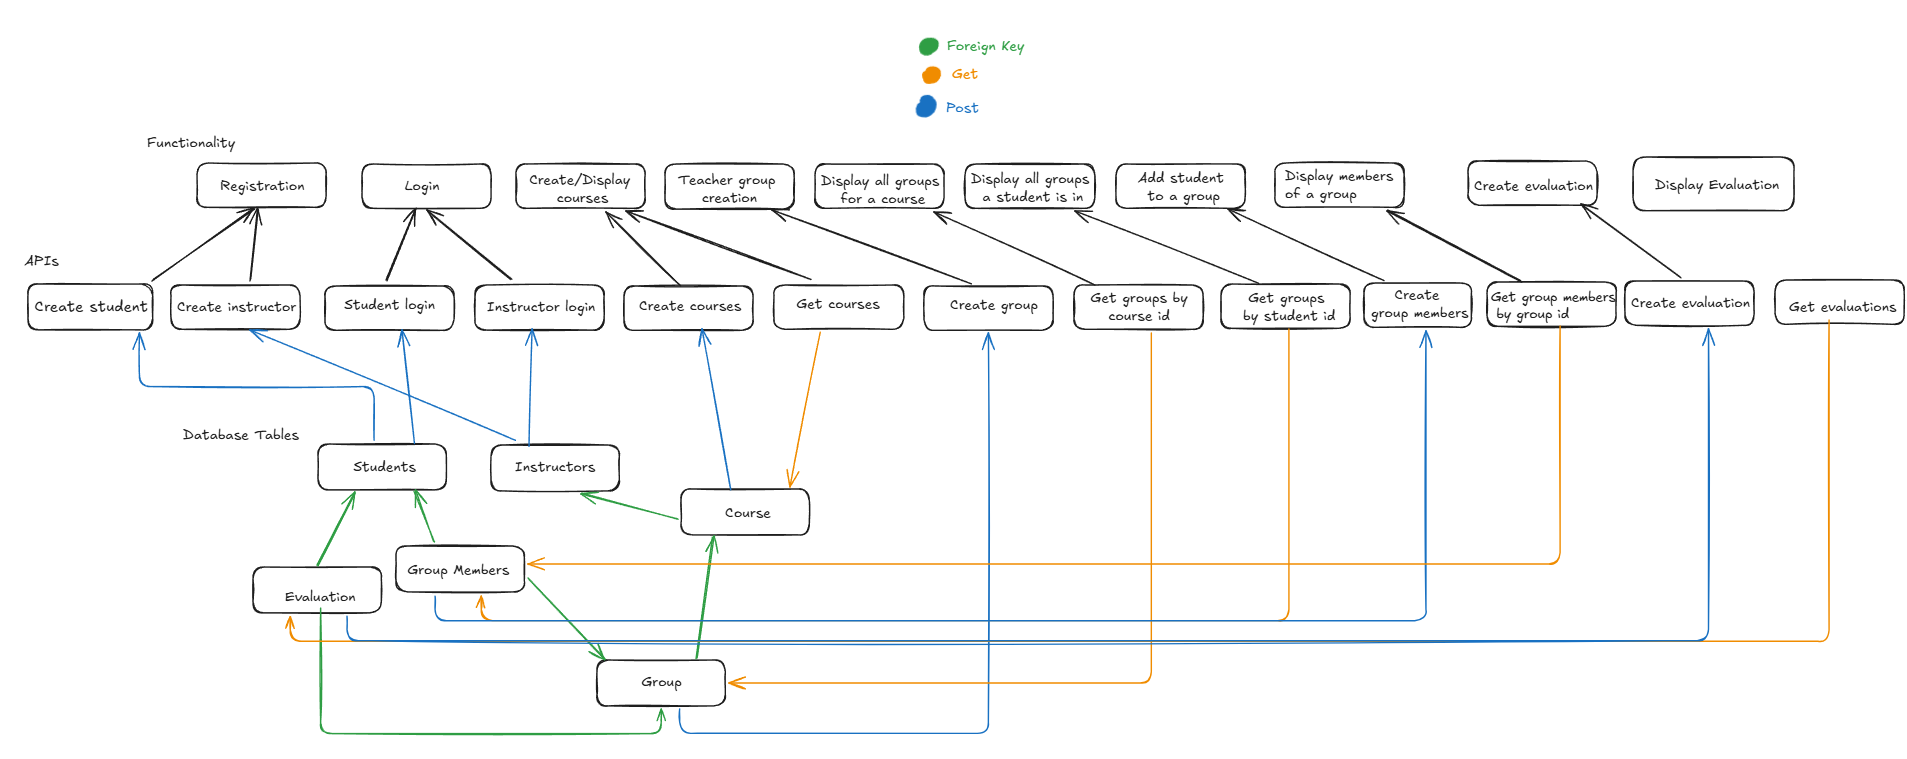 Foreign Key
Get
Post
Functionality
Registration
Login
Create/Display
courses
Teacher group
creation
Display all groups
for a course
Display all groups
a student is in
Add student
to a group
Display members
of a group
Create evaluation
Display Evaluation
APIs
Create student
Create instructor
Student login
Instructor login
Create courses
Get courses
Create group
Get groups by
course id
Get groups
by student id
Create
group members
Get group members
by group id
Create evaluation
Get evaluations
Database Tables
Students
Instructors
Course
Group Members
Evaluation
Group